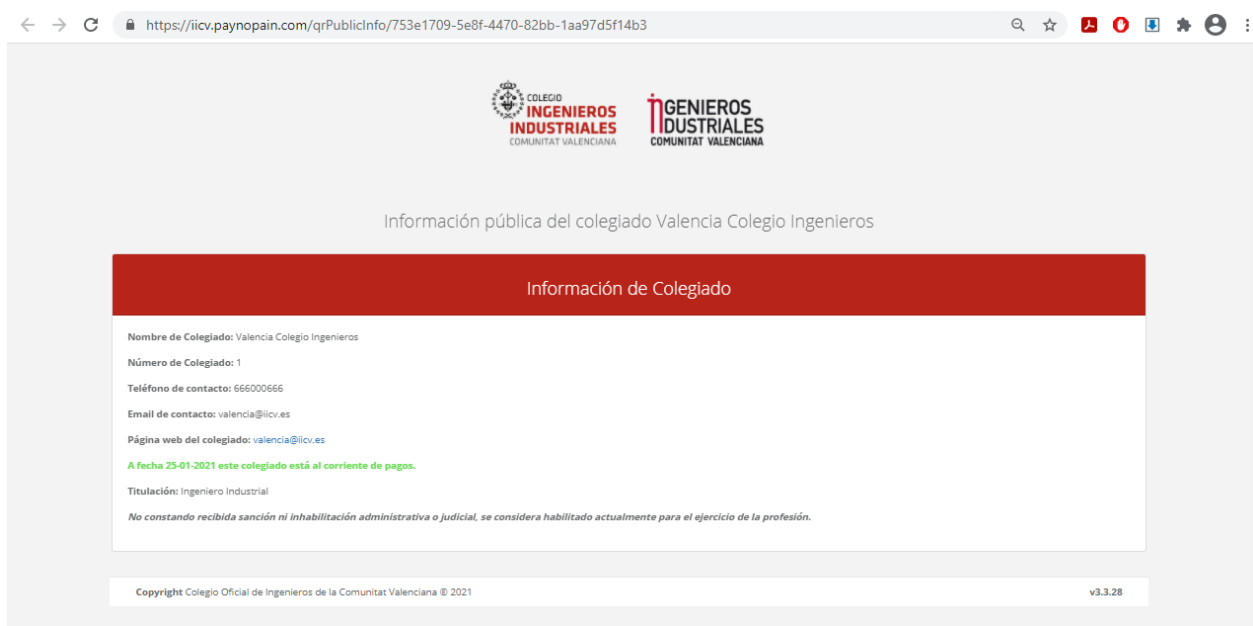 https://iicv.paynopain.com/qrPublicInfo/753e1709-5e8f-4470-82bb-1aa97d5f14b3
COLEGIO
INGENIEROS
INDUSTRIALES
COMUNITAT VALENCIANA
INGENIEROS
INDUSTRIALES
COMUNITAT VALENCIANA
Información pública del colegiado Valencia Colegio Ingenieros
Información de Colegiado
Nombre de Colegiado: Valencia Colegio Ingenieros
Número de Colegiado: 1
Teléfono de contacto: 666000666
Email de contacto: valencia@iicv.es
Página web del colegiado: valencia@iicv.es
A fecha 25-01-2021 este colegiado está al corriente de pagos.
Titulación: Ingeniero Industrial
No constando recibida sanción ni inhabilitación administrativa o judicial, se considera habilitado actualmente para el ejercicio de la profesión.
Copyright Colegio Oficial de Ingenieros de la Comunitat Valenciana © 2021 v3.3.28